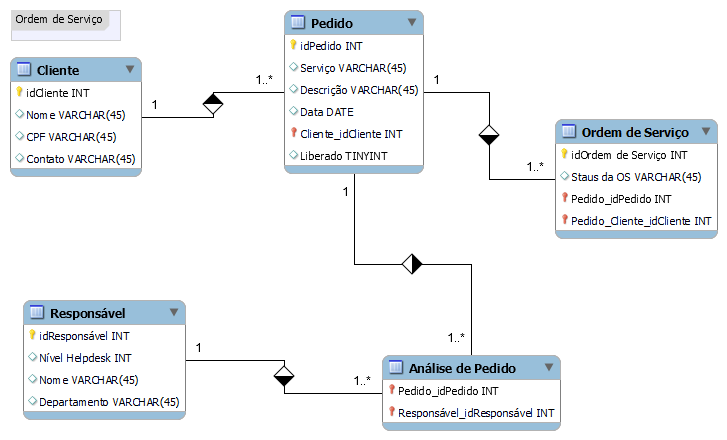 Ordem de Serviço
Cliente
idCliente INT
Nome VARCHAR(45)
CPF VARCHAR(45)
Contato VARCHAR(45)
1
1..*
Pedido
idPedido INT
Serviço VARCHAR(45)
Descrição VARCHAR(45)
Data DATE
Cliente_idCliente INT
Liberado TINYINT
1
1..*
Ordem de Serviço
idOrdem de Serviço INT
Staus da OS VARCHAR(45)
Pedido_idPedido INT
Pedido_Cliente_idCliente INT
1
1..*
Responsável
idResponsável INT
Nível Helpdesk INT
Nome VARCHAR(45)
Departamento VARCHAR(45)
1
1..*
Análise de Pedido
Pedido_idPedido INT
Responsável_idResponsável INT